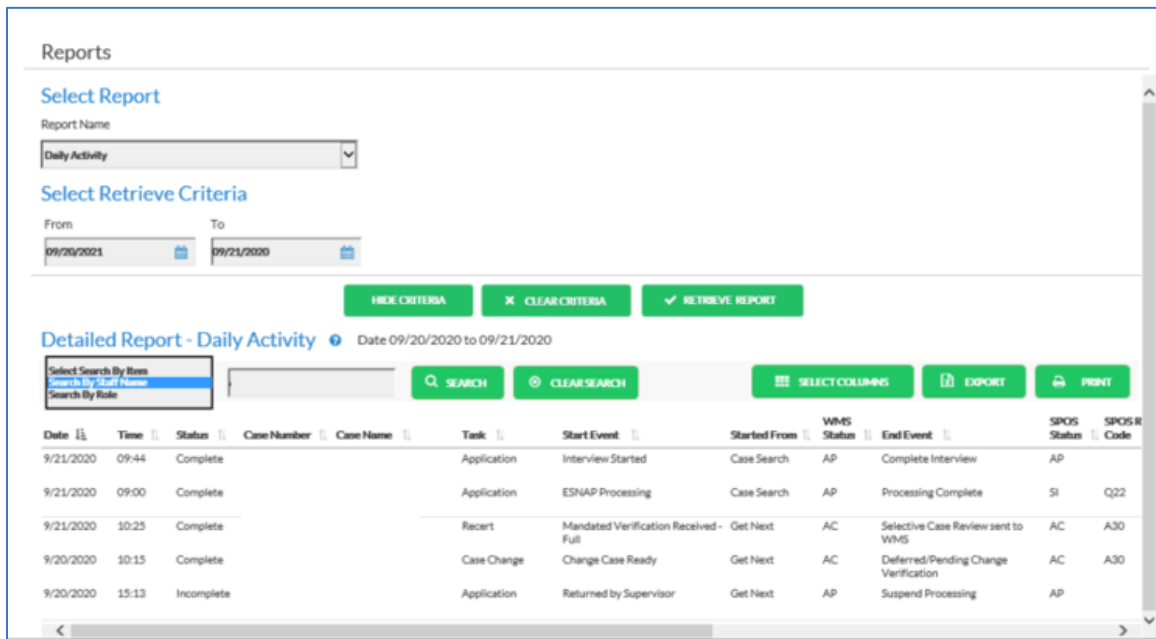 Reports
Select Report
Report Name
Daily Activity
Select Retrieve Criteria
From To
09/20/2021 09/21/2020
HIDE CRITERIA CLEAR CRITERIA RETRIEVE REPORT
Detailed Report - Daily Activity Date 09/20/2020 to 09/21/2020
Select Search By Item
Search By Staff Name
Search By Role
SEARCH CLEAR SEARCH SELECT COLUMNS EXPORT PRINT
Date Time Status Case Number Case Name Task Start Event Started From WMS Status End Event SPOS Status SPOS R Code
9/21/2020 09:44 Complete Application Interview Started Case Search AP Complete Interview AP
9/21/2020 09:00 Complete Application ESNAP Processing Case Search AP Processing Complete SI Q22
9/21/2020 10:25 Complete Recert Mandated Verification Received - Full Get Next AC Selective Case Review sent to WMS AC A30
9/20/2020 10:15 Complete Case Change Change Case Ready Get Next AC Deferred/Pending Change Verification AC A30
9/20/2020 15:13 Incomplete Application Returned by Supervisor Get Next AP Suspend Processing AP